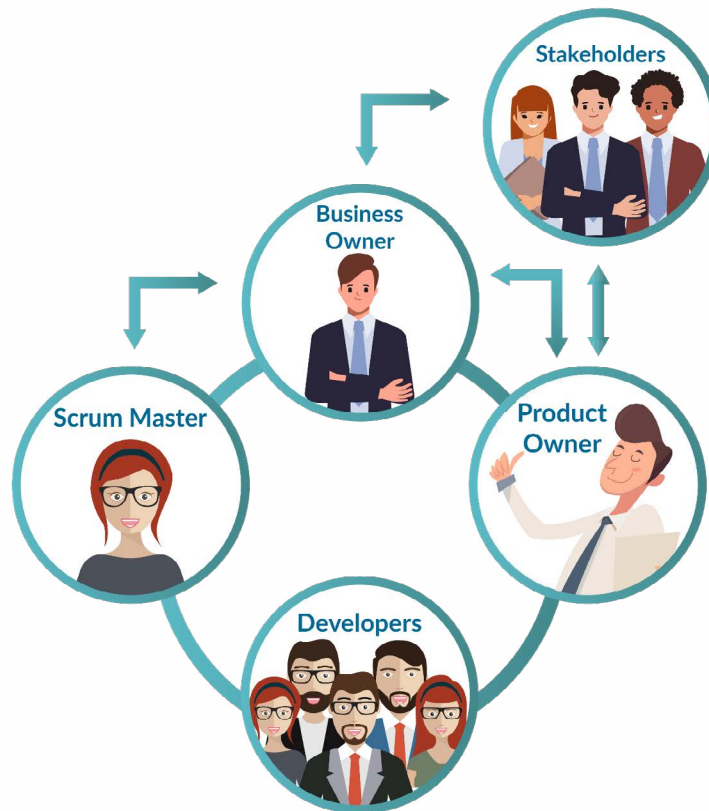 Stakeholders
Business
Owner
Scrum Master
Product
Owner
Developers